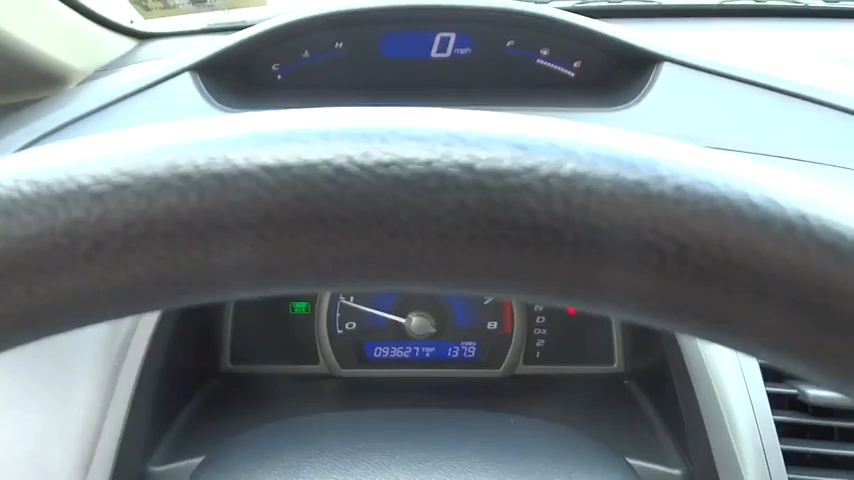 C H 0 mph F E
1 7
0 8
N
D
D3
2
1
093627 TRIP A 137.9